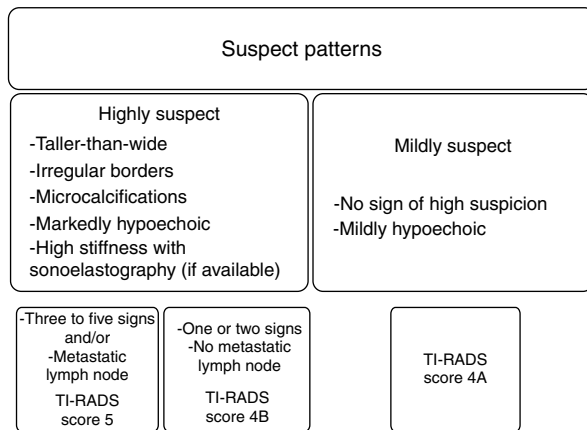 Suspect patterns
Highly suspect
-Taller-than-wide
-Irregular borders
-Microcalcifications
-Markedly hypoechoic
-High stiffness with
sonoelastography (if available)
Mildly suspect
-No sign of high suspicion
-Mildly hypoechoic
-Three to five signs
and/or
-Metastatic
lymph node
TI-RADS
score 5
-One or two signs
-No metastatic
lymph node
TI-RADS
score 4B
TI-RADS
score 4A